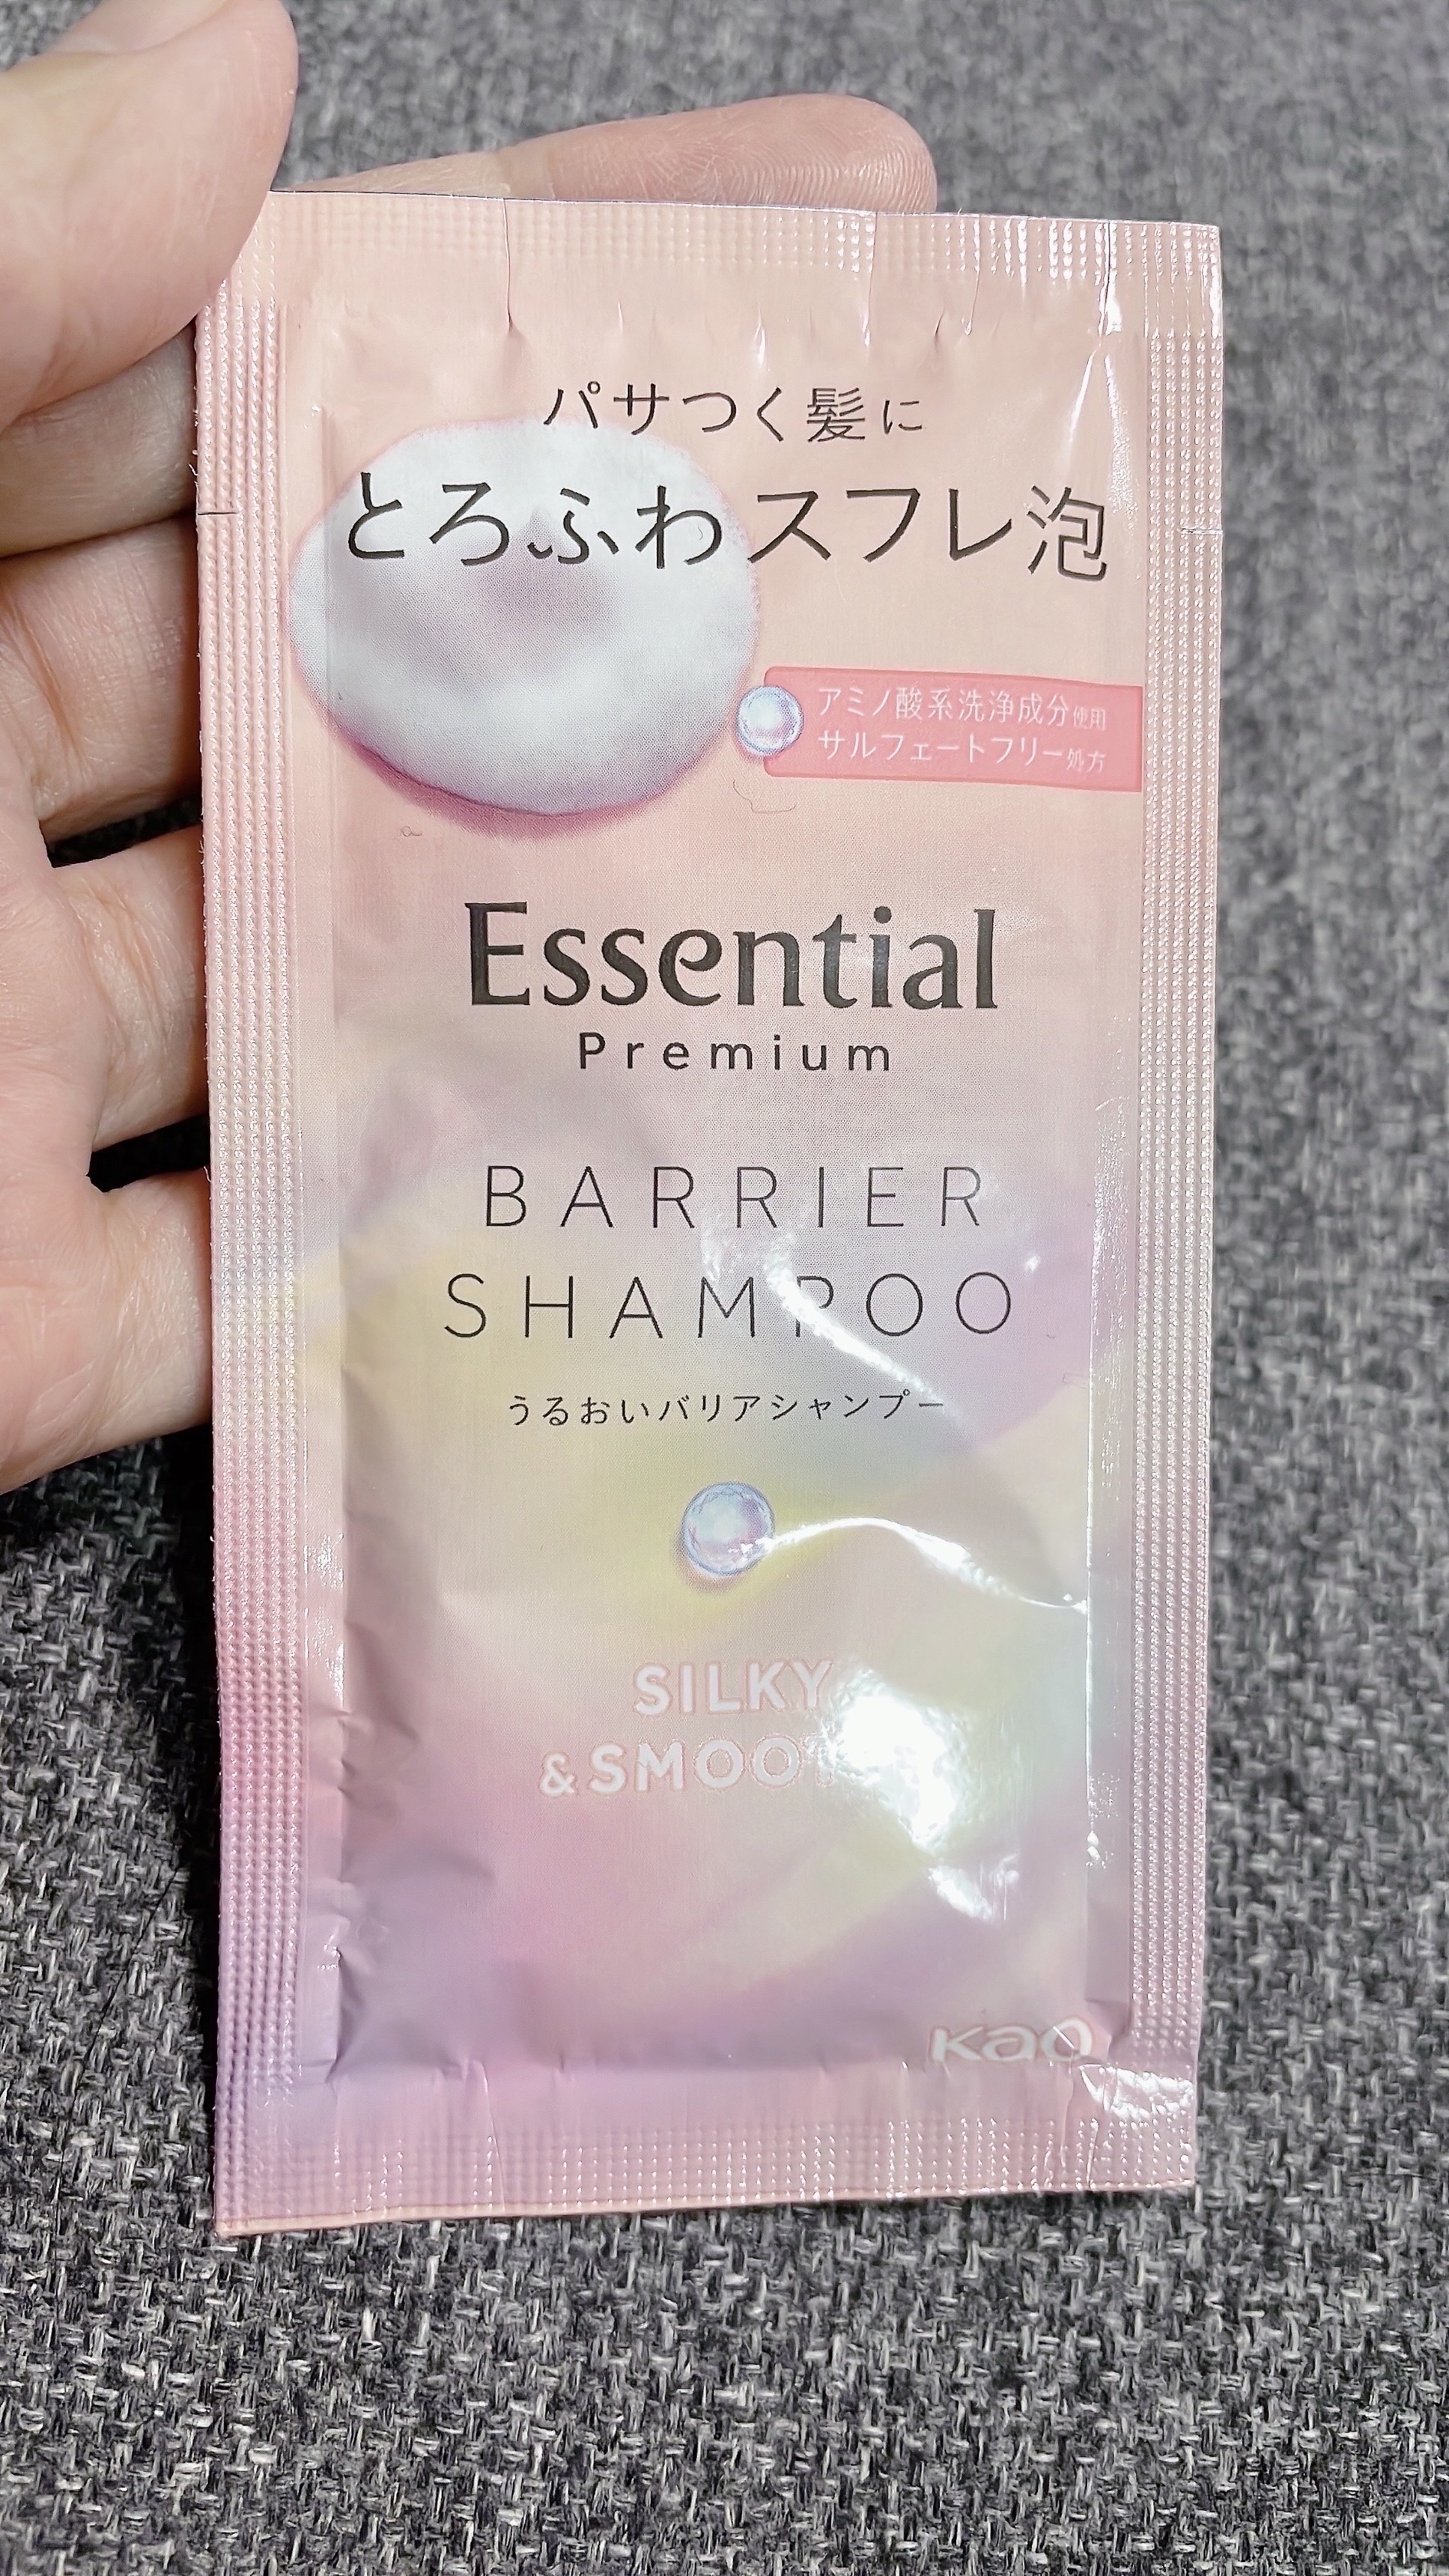 パサつく髪に
とろふわスフレ泡
アミノ酸系洗浄成分使用
サルフェートフリー処方
Essential
Premium
BARRIER
SHAMPOO
うるおいバリアシャンプー
SILKY
&
Kao